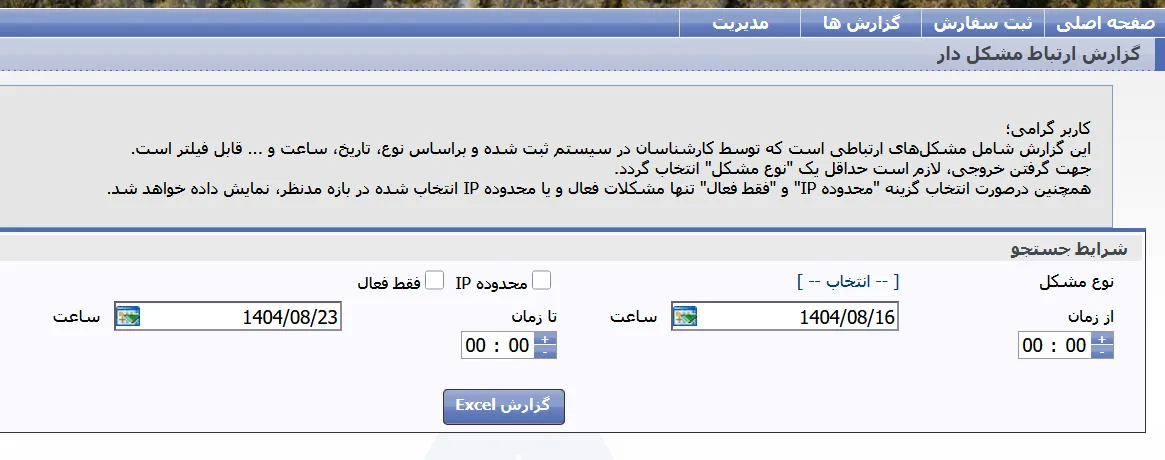 صفحه اصلی ثبت سفارش گزارش ها مدیریت
گزارش ارتباط مشکل دار
کاربر گرامی؛
این گزارش شامل مشکل‌های ارتباطی است که توسط کارشناسان در سیستم ثبت شده و براساس نوع، تاریخ، ساعت و ... قابل فیلتر است.
جهت گرفتن خروجی، لازم است حداقل یک "نوع مشکل" انتخاب گردد.
همچنین درصورت انتخاب گزینه "محدوده IP" و "فقط فعال" تنها مشکلات فعال و یا محدوده IP انتخاب شده در بازه مدنظر، نمایش داده خواهد شد.
شرایط جستجو
نوع مشکل [ -- انتخاب -- ] محدوده IP فقط فعال
از زمان 1404/08/16 ساعت تا زمان 1404/08/23 ساعت
00 : 00 + - 00 : 00 + -
گزارش Excel